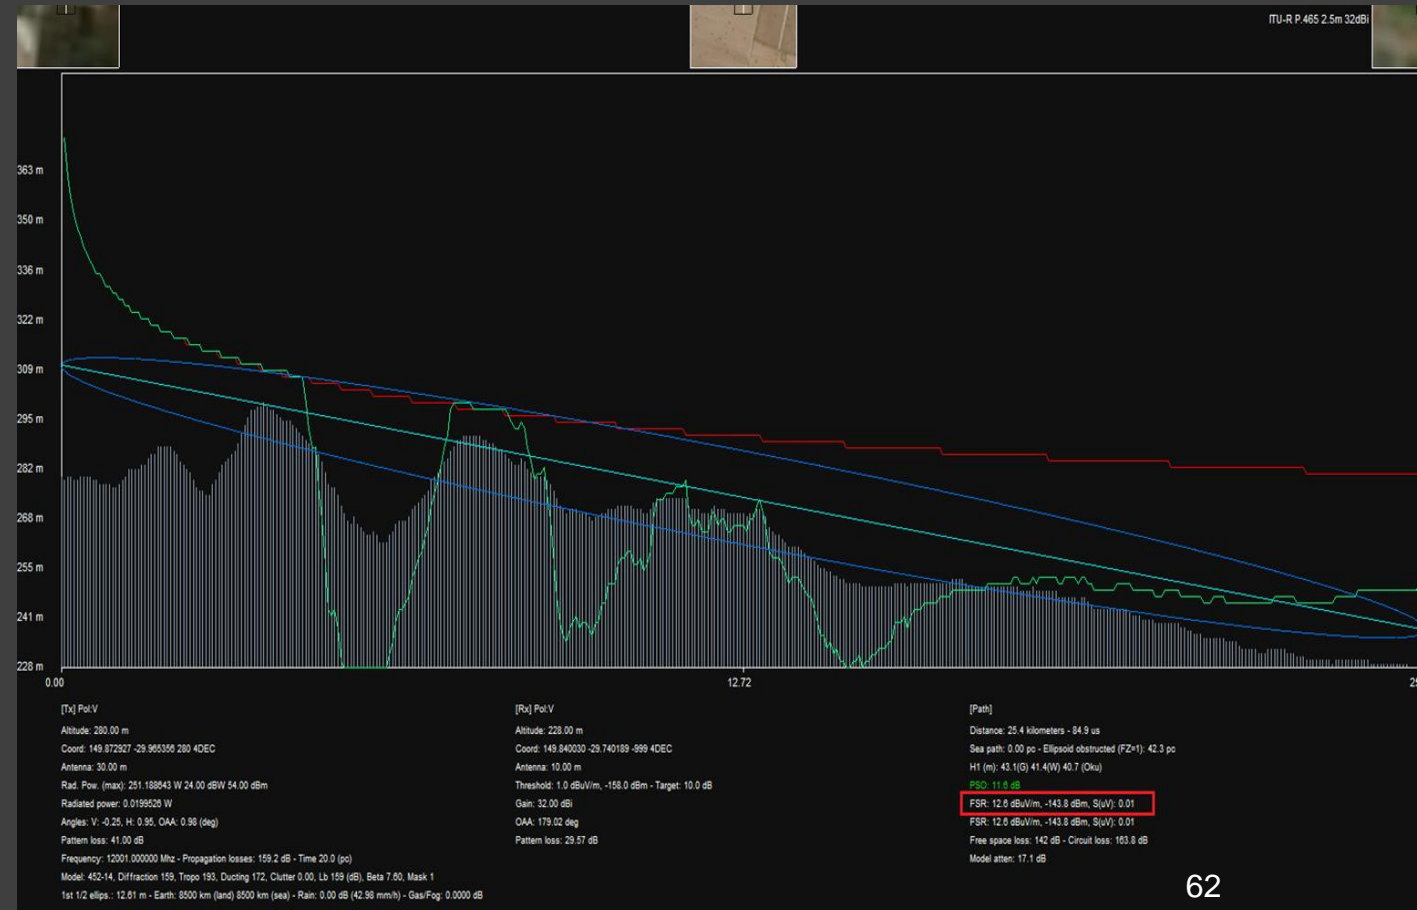 ITU-R P.465 2.5m 32dBi
363 m
350 m
336 m
322 m
309 m
295 m
282 m
268 m
255 m
241 m
228 m
0.00
12.72
[Tx] Pol:V
Altitude: 280.00 m
Coord: 149.872927 -29.965356 280 4DEC
Antenna: 30.00 m
Rad. Pow. (max): 251.188643 W 24.00 dBW 54.00 dBm
Radiated power: 0.0199526 W
Angles: V: -0.25, H: 0.95, OAA: 0.98 (deg)
Pattern loss: 41.00 dB
Frequency: 12001.000000 Mhz - Propagation losses: 159.2 dB - Time 20.0 (pc)
Model: 452-14, Diffraction 159, Tropo 193, Ducting 172, Clutter 0.00, Lb 159 (dB), Beta 7.60, Mask 1
1st 1/2 ellips.: 12.61 m - Earth: 8500 km (land) 8500 km (sea) - Rain: 0.00 dB (42.98 mm/h) - Gas/Fog: 0.0000 dB
[Rx] Pol:V
Altitude: 228.00 m
Coord: 149.840030 -29.740189 -999 4DEC
Antenna: 10.00 m
Threshold: 1.0 dBuV/m, -158.0 dBm - Target: 10.0 dB
Gain: 32.00 dBi
OAA: 179.02 deg
Pattern loss: 29.57 dB
[Path]
Distance: 25.4 kilometers - 84.9 us
Sea path: 0.00 pc - Ellipsoid obstructed (FZ=1): 42.3 pc
H1 (m): 43.1(G) 41.4(W) 40.7 (Oku)
PSO: 11.6 dB
FSR: 12.6 dBuV/m, -143.8 dBm, S(uV): 0.01
FSR: 12.6 dBuV/m, -143.8 dBm, S(uV): 0.01
Free space loss: 142 dB - Circuit loss: 163.8 dB
Model atten: 17.1 dB
62